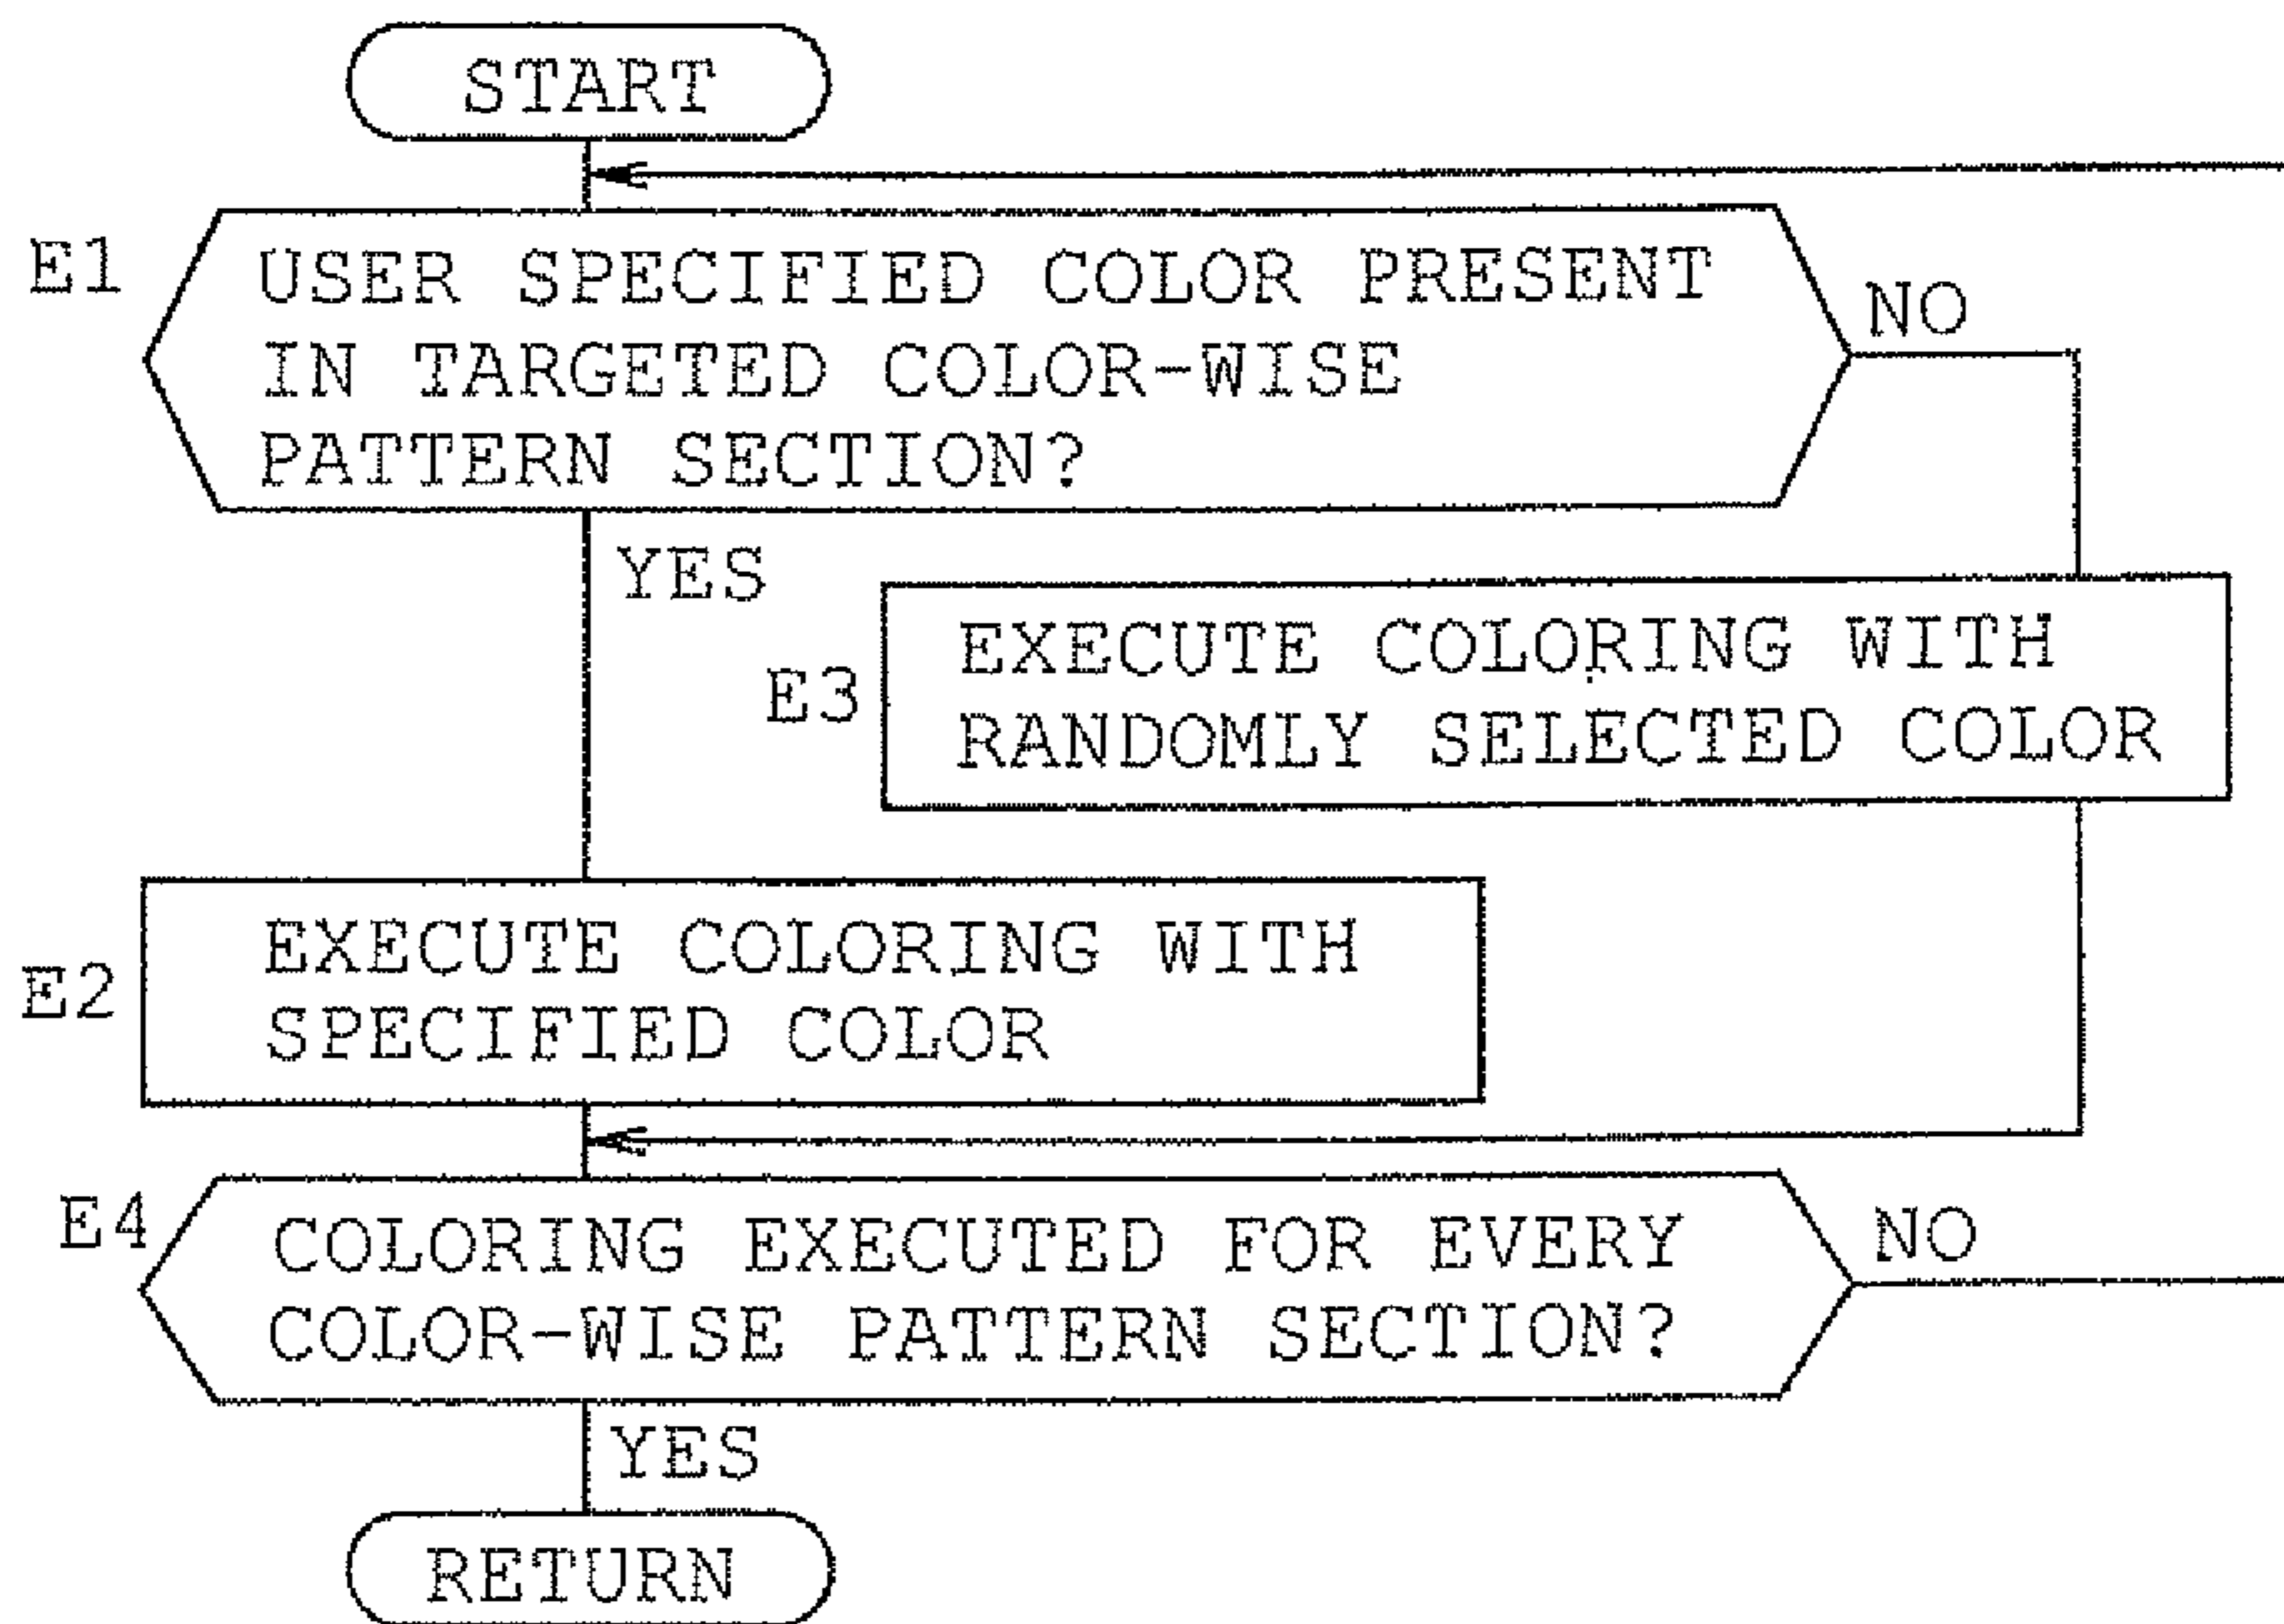 START
E1
USER SPECIFIED COLOR PRESENT
IN TARGETED COLOR-WISE
PATTERN SECTION?
NO
YES
E3
EXECUTE COLORING WITH
RANDOMLY SELECTED COLOR
E2
EXECUTE COLORING WITH
SPECIFIED COLOR
E4
COLORING EXECUTED FOR EVERY
COLOR-WISE PATTERN SECTION?
NO
YES
RETURN